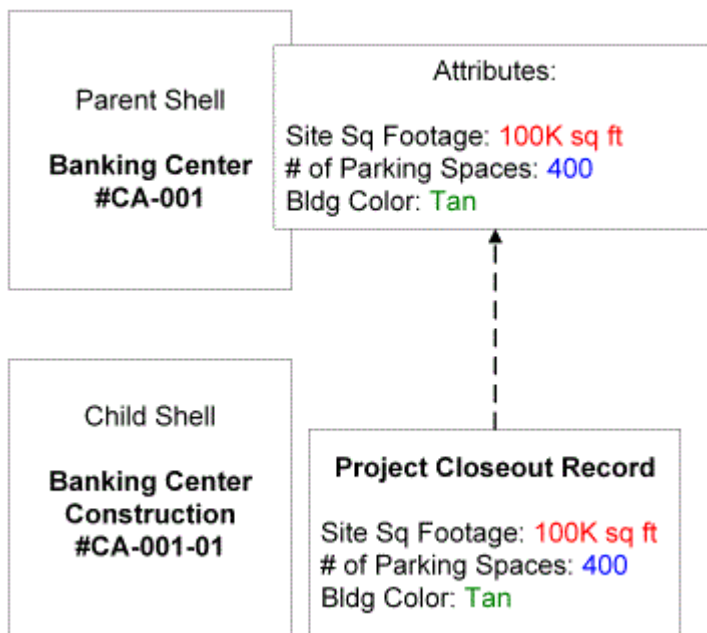 Parent Shell
Banking Center
#CA-001
Attributes:
Site Sq Footage: 100K sq ft
# of Parking Spaces: 400
Bldg Color: Tan
Child Shell
Banking Center
Construction
#CA-001-01
Project Closeout Record
Site Sq Footage: 100K sq ft
# of Parking Spaces: 400
Bldg Color: Tan